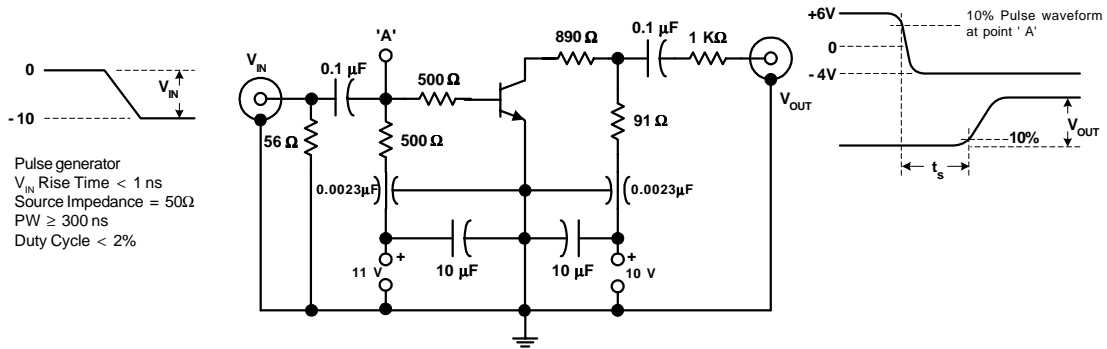 0
V_IN
- 10
Pulse generator
V_IN Rise Time < 1 ns
Source Impedance = 50Ω
PW ≥ 300 ns
Duty Cycle < 2%
V_IN
0.1 μF
'A'
500 Ω
56 Ω
500 Ω
0.0023μF
10 μF
11 V
+
890 Ω
0.1 μF
1 KΩ
V_OUT
91 Ω
0.0023μF
10 μF
+
10 V
+6V
0
- 4V
10% Pulse waveform
at point ' A'
10%
V_OUT
t_s